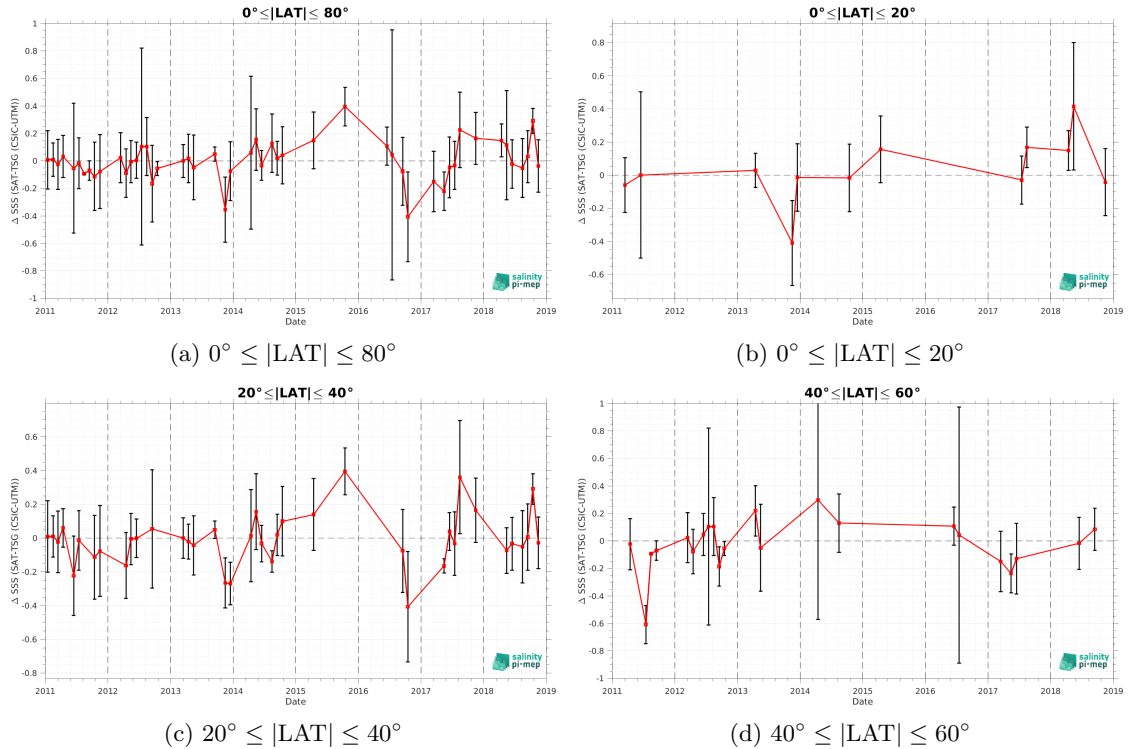 0°≤|LAT|≤ 80°
1
0.8
0.6
0.4
0.2
0
-0.2
-0.4
-0.6
-0.8
-1
Δ SSS (SAT-TSG (CSIC-UTM))
2011 2012 2013 2014 2015 2016 2017 2018 2019
Date
salinity
pi-mep
(a) 0° ≤ |LAT| ≤ 80°
0°≤|LAT|≤ 20°
0.8
0.6
0.4
0.2
0
-0.2
-0.4
-0.6
Δ SSS (SAT-TSG (CSIC-UTM))
2011 2012 2013 2014 2015 2016 2017 2018 2019
Date
salinity
pi-mep
(b) 0° ≤ |LAT| ≤ 20°
20°≤|LAT|≤ 40°
0.6
0.4
0.2
0
-0.2
-0.4
-0.6
-0.8
Δ SSS (SAT-TSG (CSIC-UTM))
2011 2012 2013 2014 2015 2016 2017 2018 2019
Date
salinity
pi-mep
(c) 20° ≤ |LAT| ≤ 40°
40°≤|LAT|≤ 60°
1
0.8
0.6
0.4
0.2
0
-0.2
-0.4
-0.6
-0.8
-1
Δ SSS (SAT-TSG (CSIC-UTM))
2011 2012 2013 2014 2015 2016 2017 2018 2019
Date
salinity
pi-mep
(d) 40° ≤ |LAT| ≤ 60°